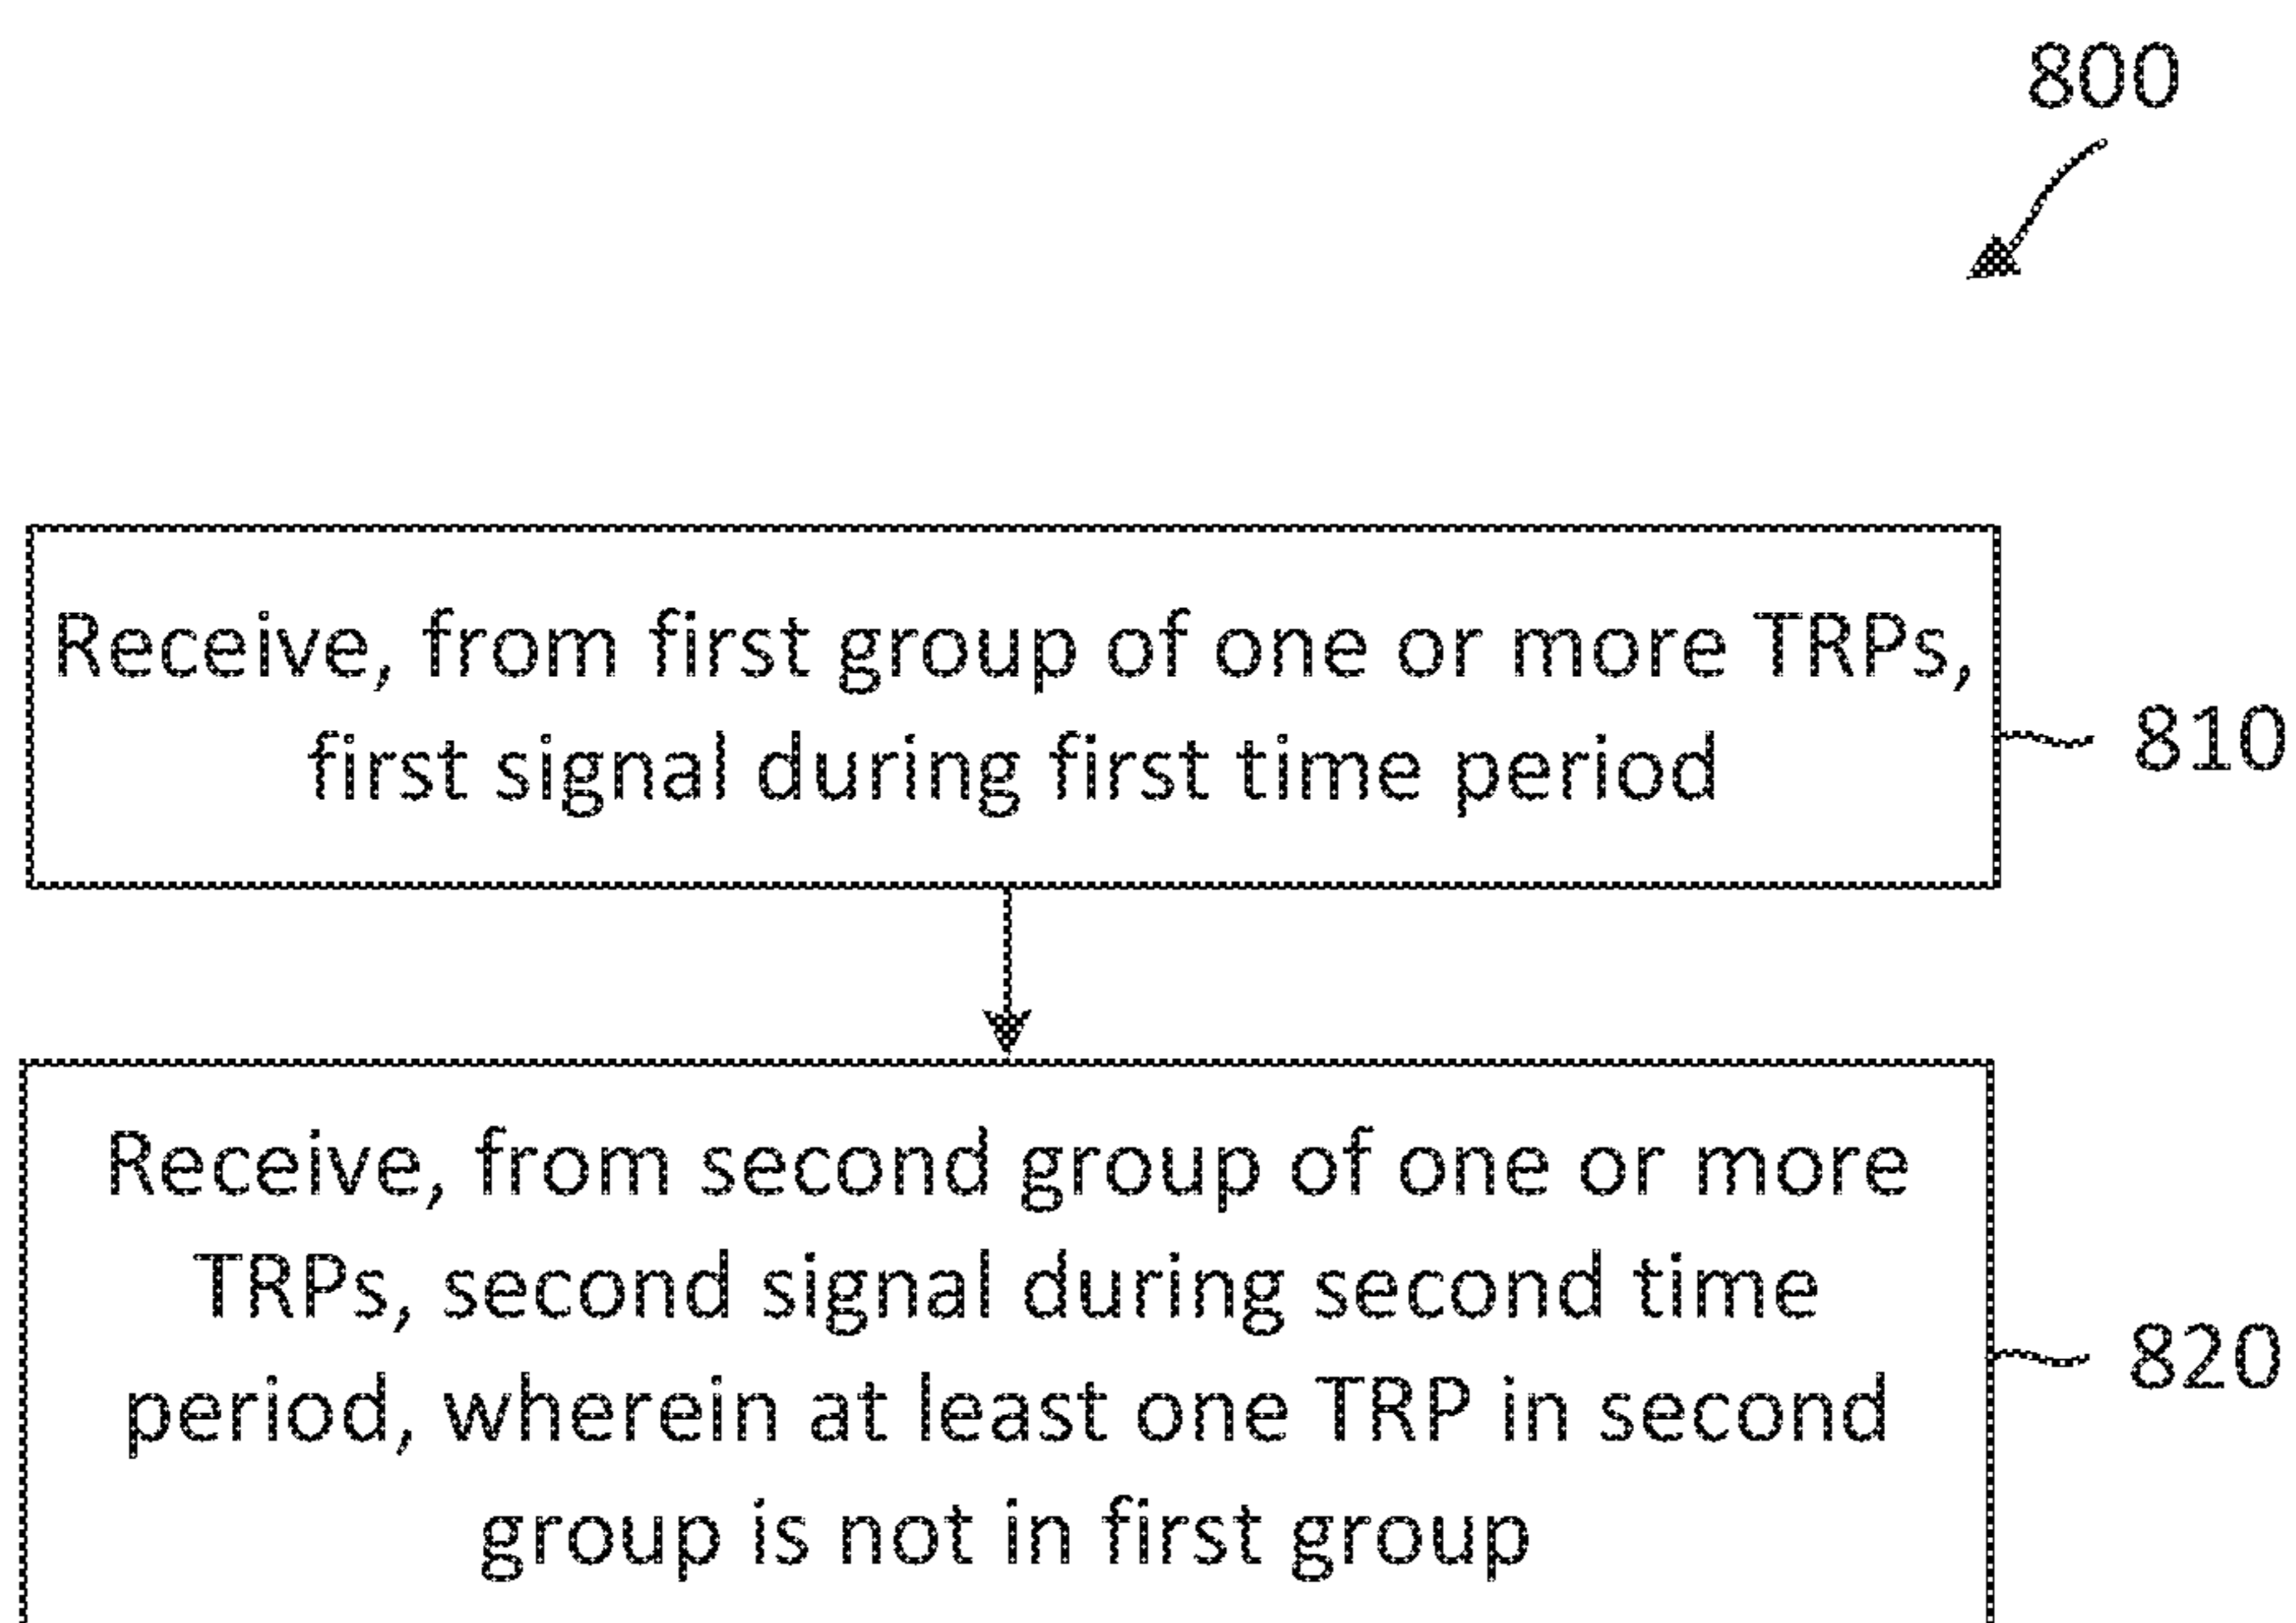 800
Receive, from first group of one or more TRPs,
first signal during first time period
810
Receive, from second group of one or more
TRPs, second signal during second time
period, wherein at least one TRP in second
group is not in first group
820